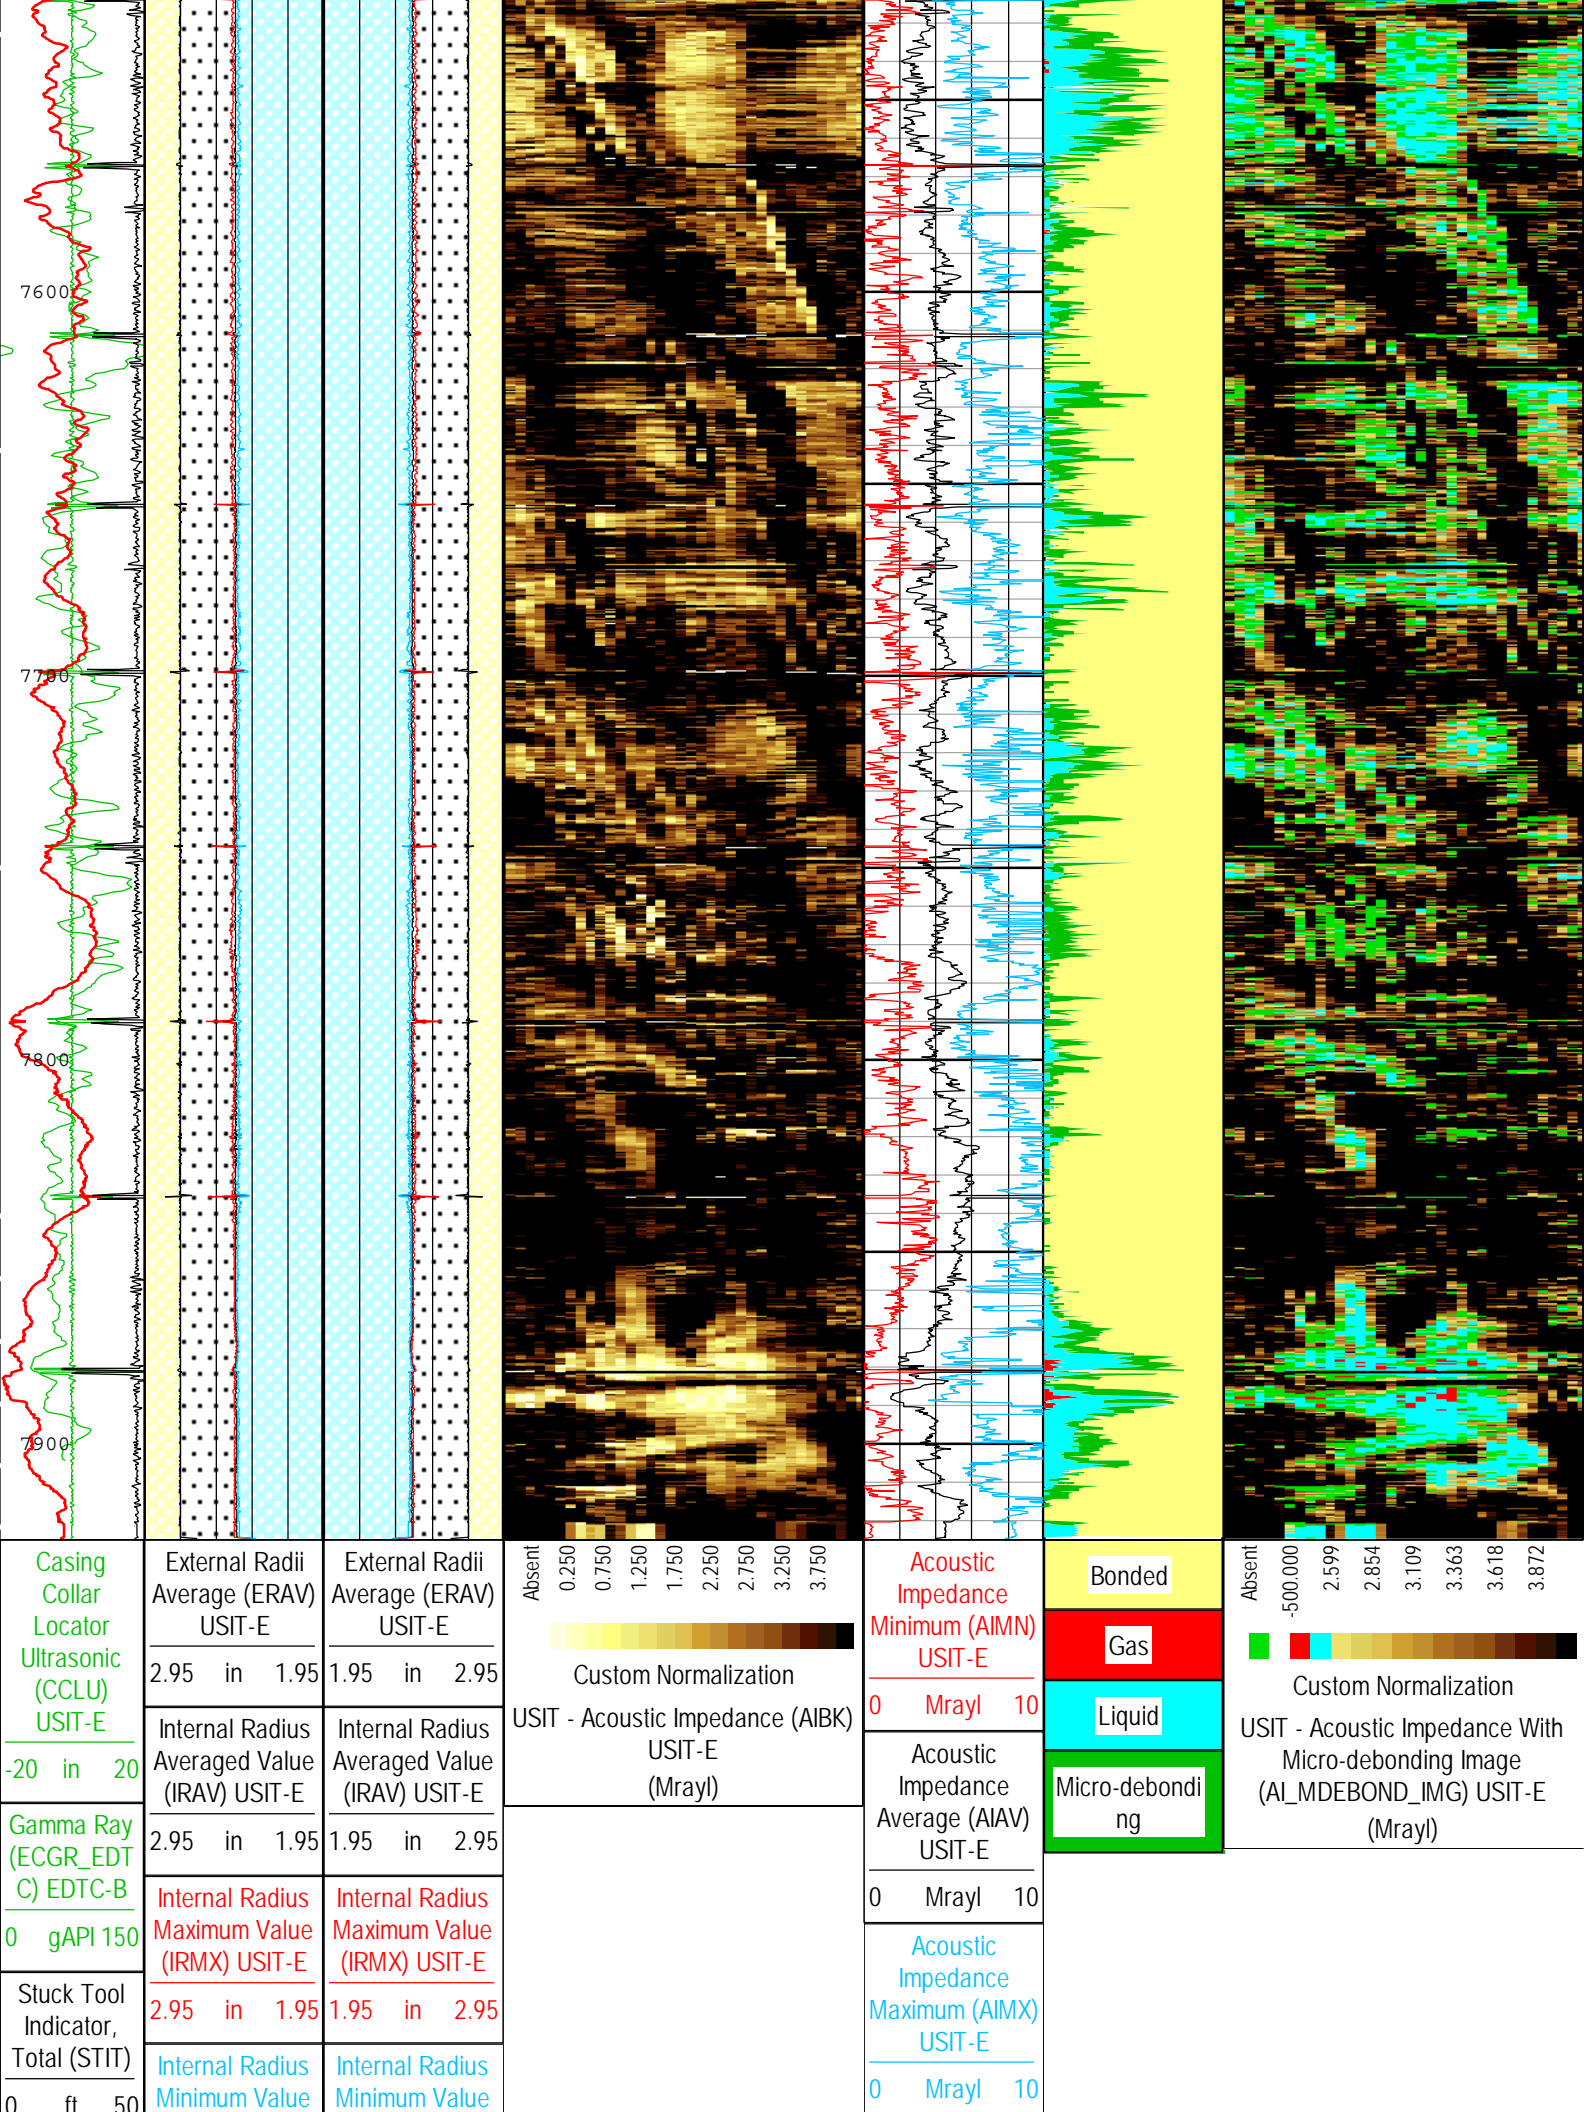 7600
7700
7800
7900
Casing
Collar
Locator
Ultrasonic
(CCLU)
USIT-E
-20 in 20
Gamma Ray
(ECGR_EDT
C) EDTC-B
0 gAPI 150
Stuck Tool
Indicator,
Total (STIT)
0 ft 50
External Radii
Average (ERAV)
USIT-E
2.95 in 1.95
Internal Radius
Averaged Value
(IRAV) USIT-E
2.95 in 1.95
Internal Radius
Maximum Value
(IRMX) USIT-E
2.95 in 1.95
Internal Radius
Minimum Value
External Radii
Average (ERAV)
USIT-E
1.95 in 2.95
Internal Radius
Averaged Value
(IRAV) USIT-E
1.95 in 2.95
Internal Radius
Maximum Value
(IRMX) USIT-E
1.95 in 2.95
Internal Radius
Minimum Value
Absent
0.250
0.750
1.250
1.750
2.250
2.750
3.250
3.750
Custom Normalization
USIT - Acoustic Impedance (AIBK)
USIT-E
(Mrayl)
Acoustic
Impedance
Minimum (AIMN)
USIT-E
0 Mrayl 10
Acoustic
Impedance
Average (AIAV)
USIT-E
0 Mrayl 10
Acoustic
Impedance
Maximum (AIMX)
USIT-E
0 Mrayl 10
Bonded
Gas
Liquid
Micro-debondi
ng
Absent
-500.000
2.599
2.854
3.109
3.363
3.618
3.872
Custom Normalization
USIT - Acoustic Impedance With
Micro-debonding Image
(AI_MDEBOND_IMG) USIT-E
(Mrayl)